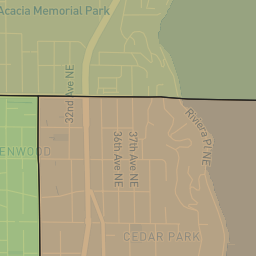 Acacia Memorial Park
32nd Ave NE
36th Ave NE
37th Ave NE
Riviera Pl NE
ENWOOD
CEDAR PARK